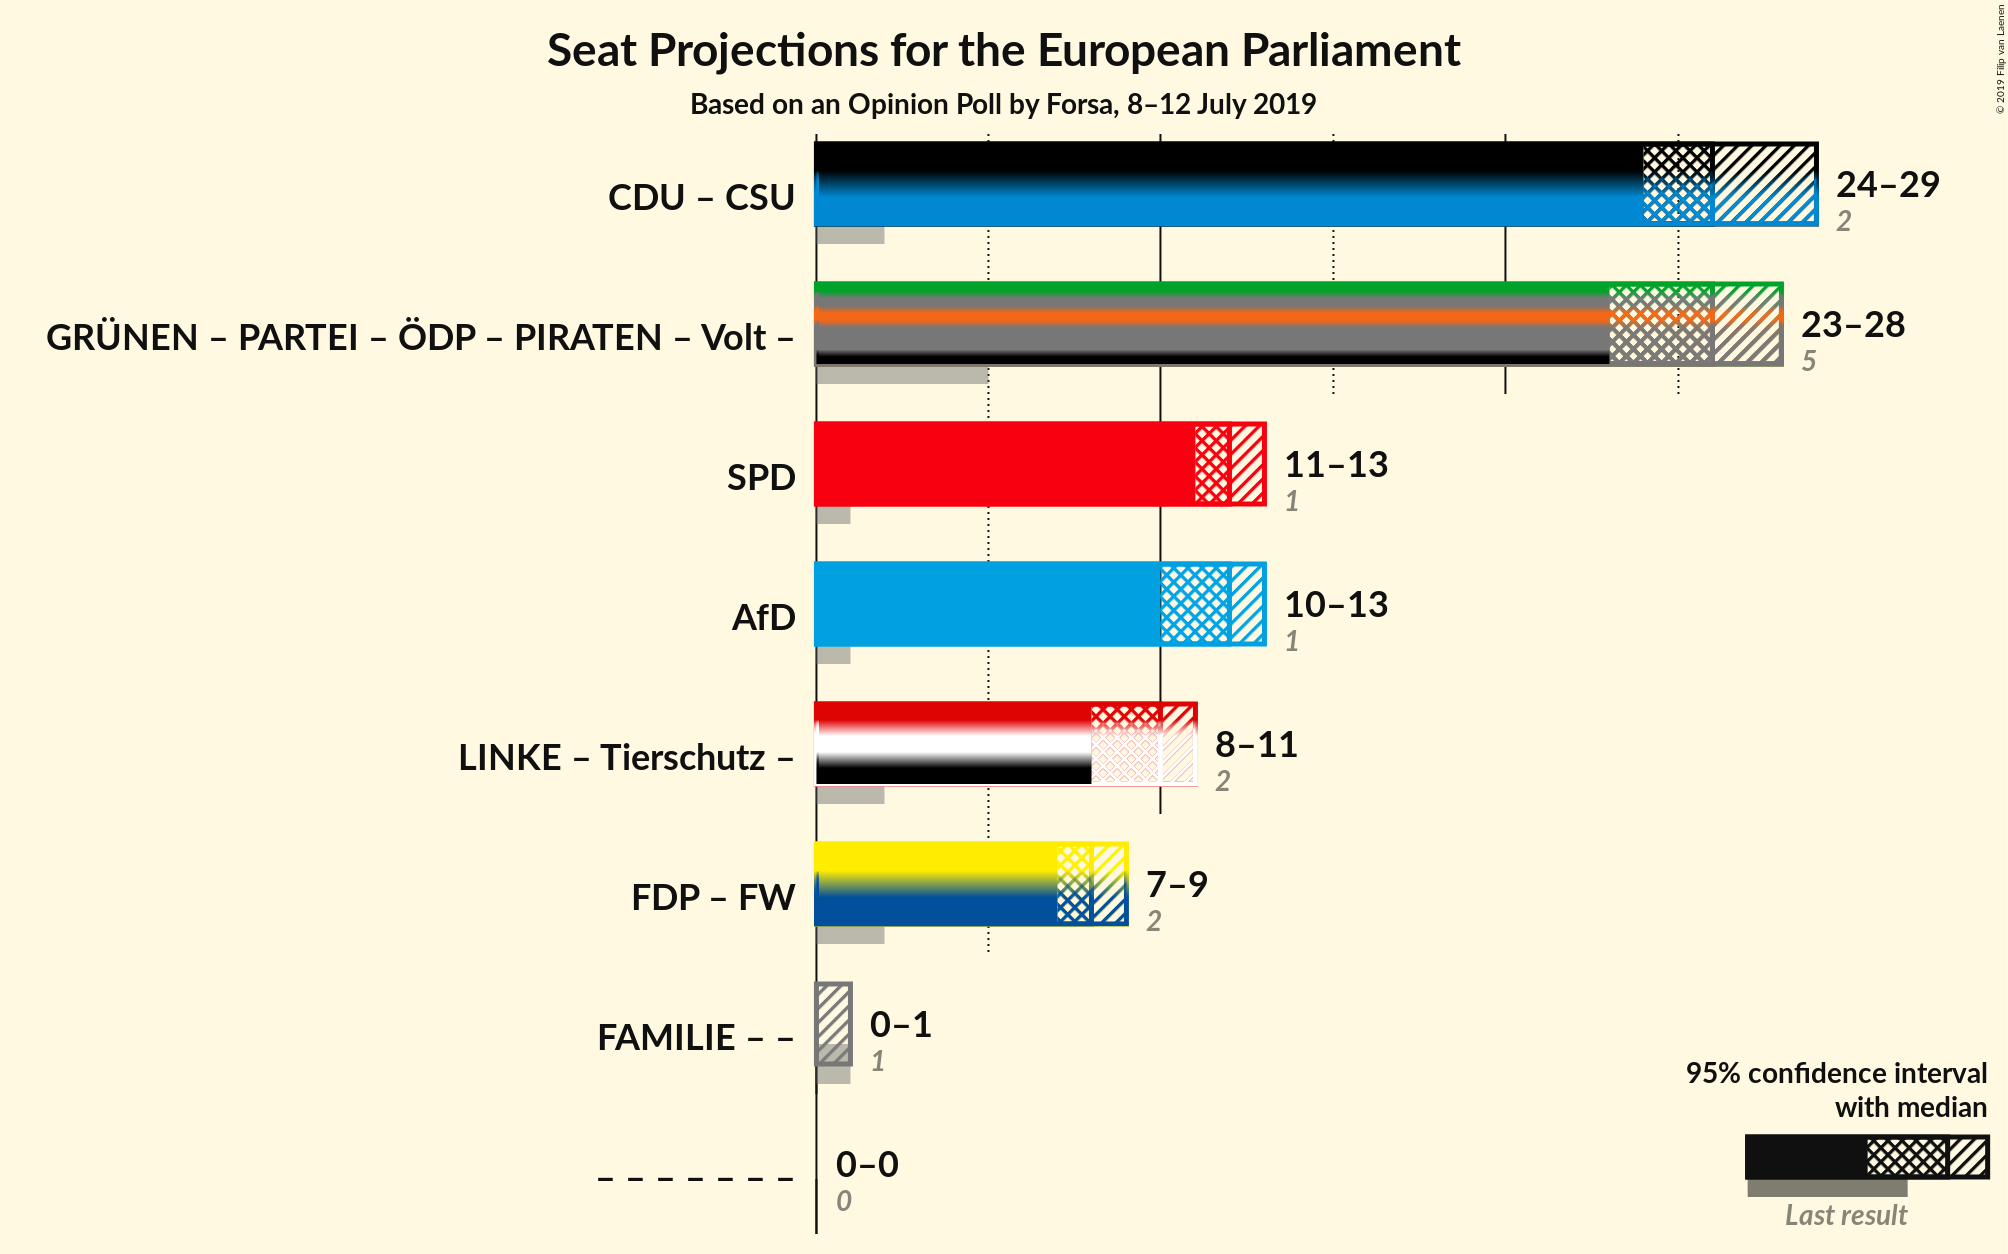 Seat Projections for the European Parliament
Based on an Opinion Poll by Forsa, 8–12 July 2019
© 2019 Filip van Laenen
CDU – CSU
24–29
2
GRÜNEN – PARTEI – ÖDP – PIRATEN – Volt –
23–28
5
SPD
11–13
1
AfD
10–13
1
LINKE – Tierschutz –
8–11
2
FDP – FW
7–9
2
FAMILIE – –
0–1
1
– – – – – – –
0–0
0
95% confidence interval
with median
Last result